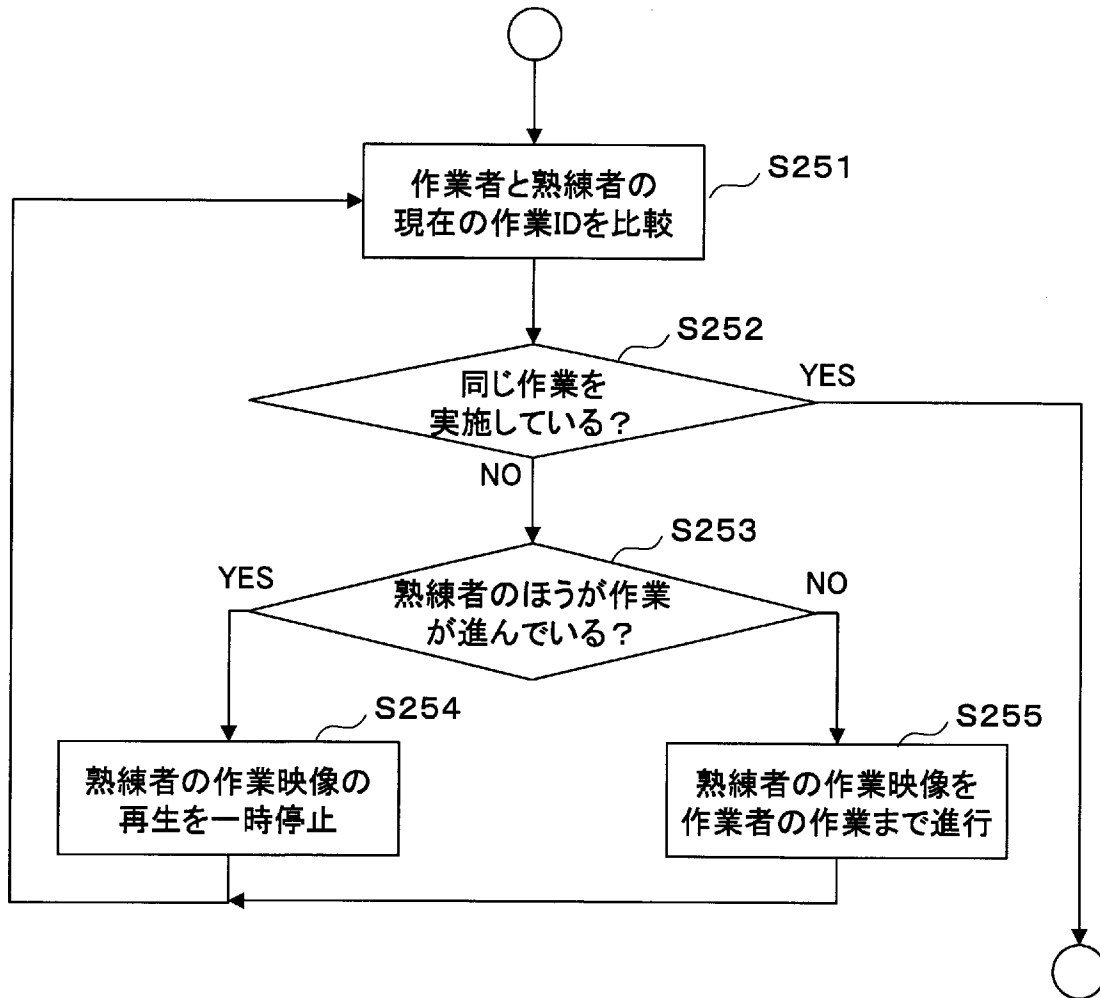 作業者と熟練者の
現在の作業IDを比較
S251
S252
同じ作業を
実施している？
YES
NO
S253
YES
熟練者のほうが作業
が進んでいる？
NO
S254
熟練者の作業映像の
再生を一時停止
S255
熟練者の作業映像を
作業者の作業まで進行